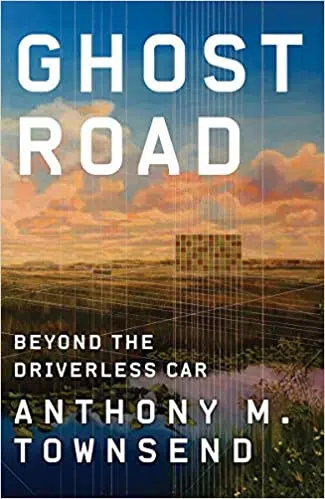 GHOST
ROAD
BEYOND THE
DRIVERLESS CAR
ANTHONY M.
TOWNSEND